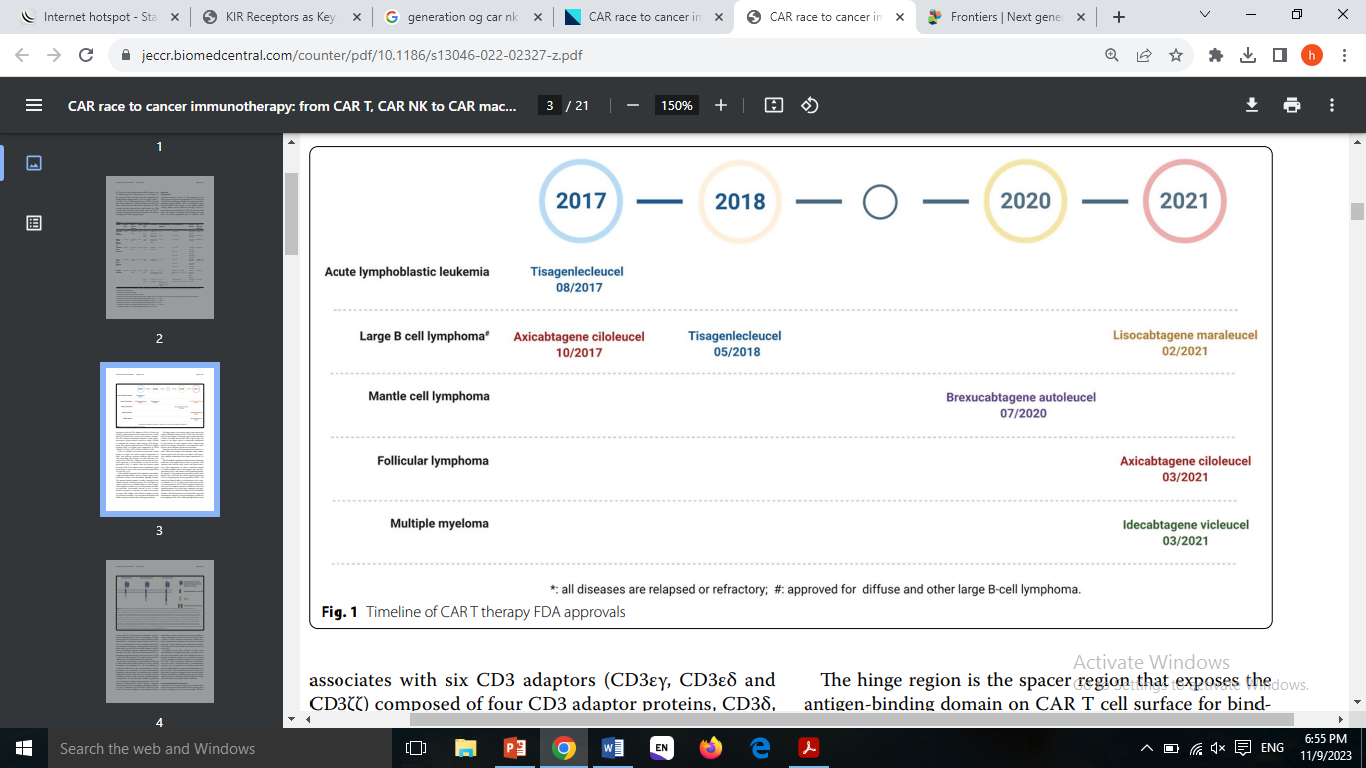 Internet hotspot - Sta
KIR Receptors as Key
generation og car nk
CAR race to cancer in
CAR race to cancer in
Frontiers | Next gene
jeccr.biomedcentral.com/counter/pdf/10.1186/s13046-022-02327-z.pdf
h
CAR race to cancer immunotherapy: from CAR T, CAR NK to CAR mac...
3 / 21
150%
1
2
3
4
2017
2018
2020
2021
Acute lymphoblastic leukemia
Tisagenlecleucel
08/2017
Large B cell lymphoma#
Axicabtagene ciloleucel
10/2017
Tisagenlecleucel
05/2018
Lisocabtagene maraleucel
02/2021
Mantle cell lymphoma
Brexucabtagene autoleucel
07/2020
Follicular lymphoma
Axicabtagene ciloleucel
03/2021
Multiple myeloma
Idecabtagene vicleucel
03/2021
*: all diseases are relapsed or refractory; #: approved for diffuse and other large B-cell lymphoma.
Fig. 1 Timeline of CAR T therapy FDA approvals
associates with six CD3 adaptors (CD3εγ, CD3εδ and
CD3ζζ) composed of four CD3 adaptor proteins, CD3δ,
The hinge region is the spacer region that exposes the
antigen-binding domain on CAR T cell surface for bind-
Activate Windows
Go to Settings to activate Windows.
Search the web and Windows
EN
ENG
6:55 PM
11/9/2023